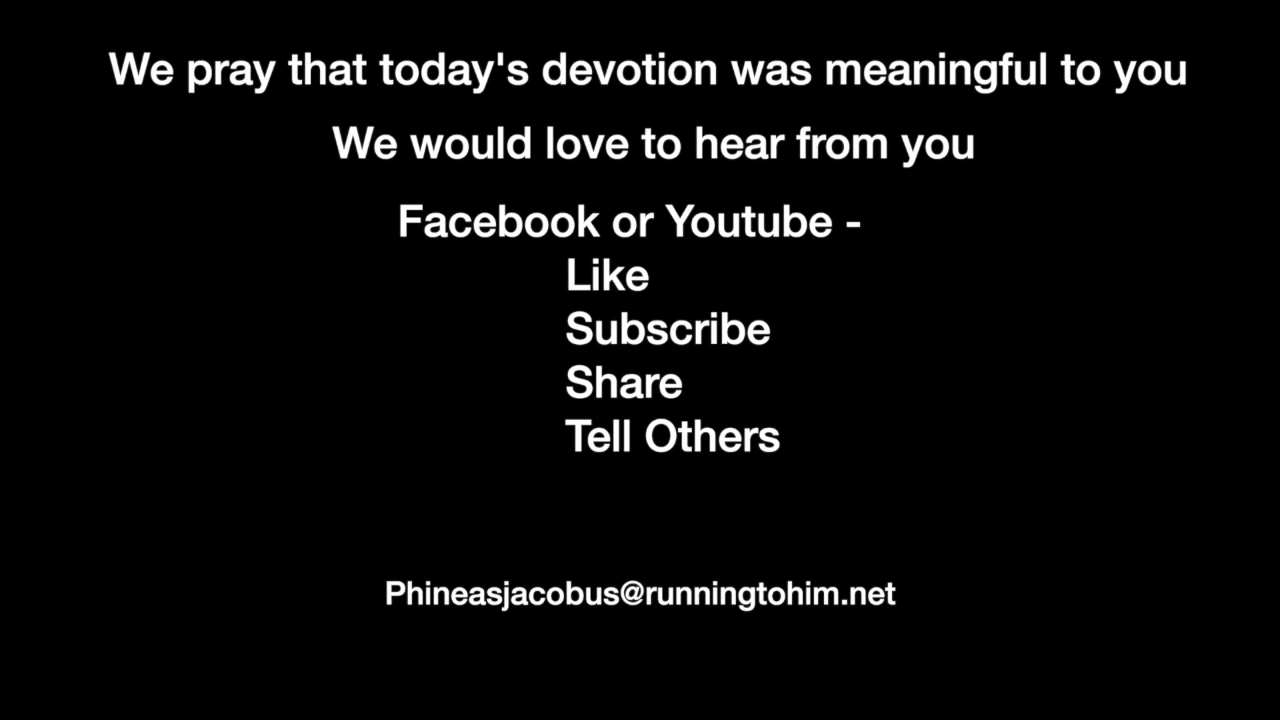 We pray that today's devotion was meaningful to you
We would love to hear from you
Facebook or Youtube -
Like
Subscribe
Share
Tell Others
Phineasjacobus@runningtohim.net